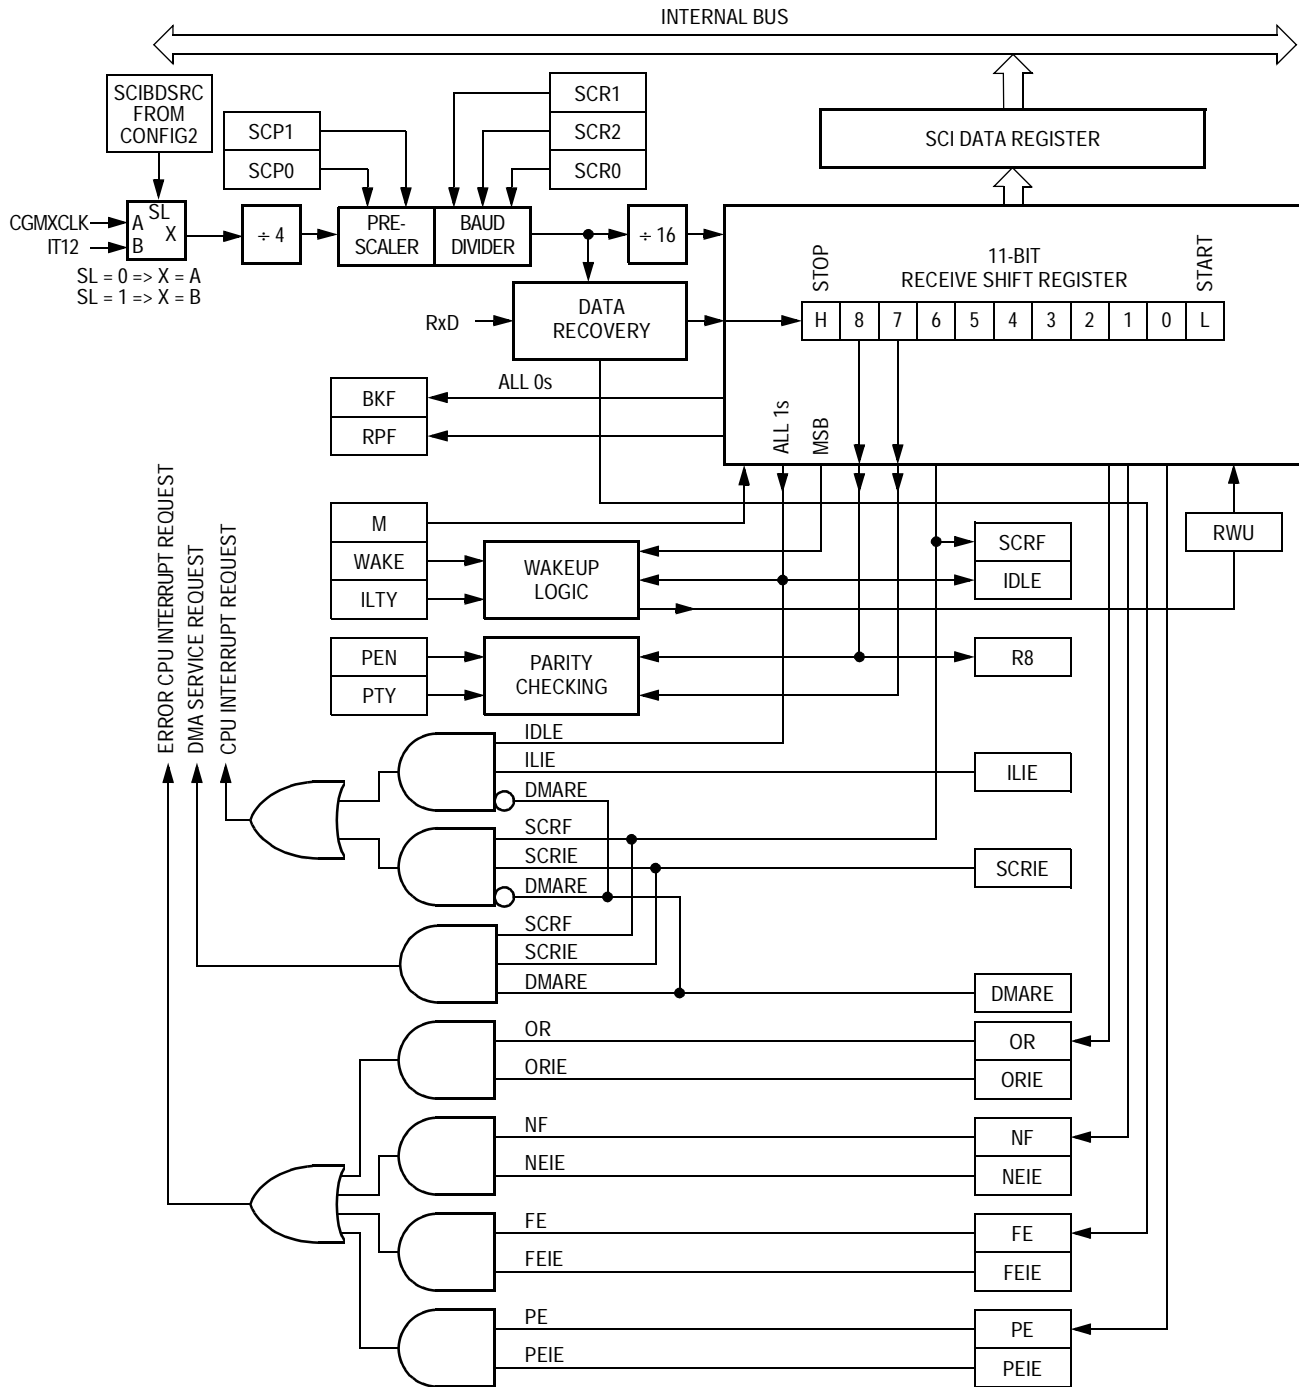 INTERNAL BUS
SCIBDSRC
FROM
CONFIG2
SCP1
SCP0
SCR1
SCR2
SCR0
SCI DATA REGISTER
CGMXCLK
IT12
A
B
SL
X
SL = 0 => X = A
SL = 1 => X = B
÷ 4
PRE-
SCALER
BAUD
DIVIDER
÷ 16
RxD
DATA
RECOVERY
STOP
11-BIT
RECEIVE SHIFT REGISTER
START
H 8 7 6 5 4 3 2 1 0 L
ALL 0s
BKF
RPF
ALL 1s
MSB
M
WAKE
ILTY
WAKEUP
LOGIC
SCRF
IDLE
RWU
PEN
PTY
PARITY
CHECKING
R8
ERROR CPU INTERRUPT REQUEST
DMA SERVICE REQUEST
CPU INTERRUPT REQUEST
IDLE
ILIE
ILIE
DMARE
SCRF
SCRIE
SCRIE
DMARE
SCRF
SCRIE
DMARE
DMARE
OR
OR
ORIE
ORIE
NF
NF
NEIE
NEIE
FE
FE
FEIE
FEIE
PE
PE
PEIE
PEIE